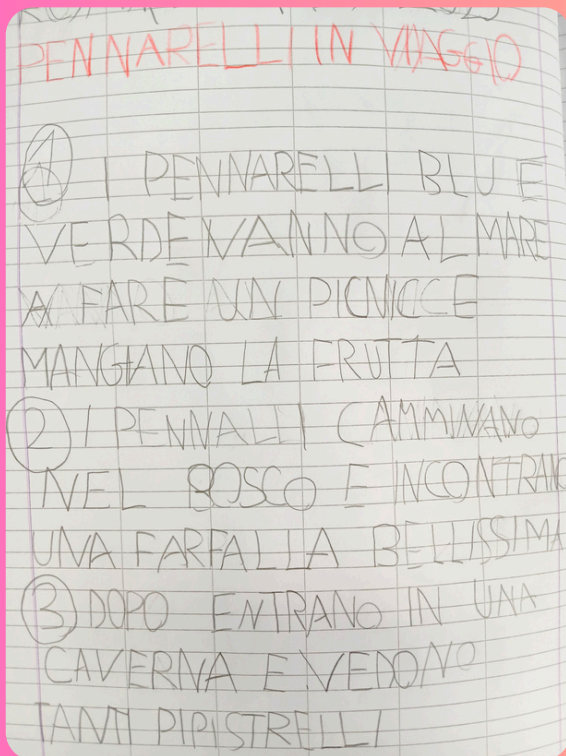 PENNARELLI IN VIAGGIO
1 I PENNARELLI BLU E
VERDE VANNO AL MARE
A FARE UN PICNICCE
MANGIANO LA FRUTTA
2 I PENNALLI CAMMINANO
NEL BOSCO E INCONTRANO
UNA FARFALLA BELLISSIMA
3 DOPO ENTRANO IN UNA
CAVERNA E VEDONO
TANTI PIPISTRELLI